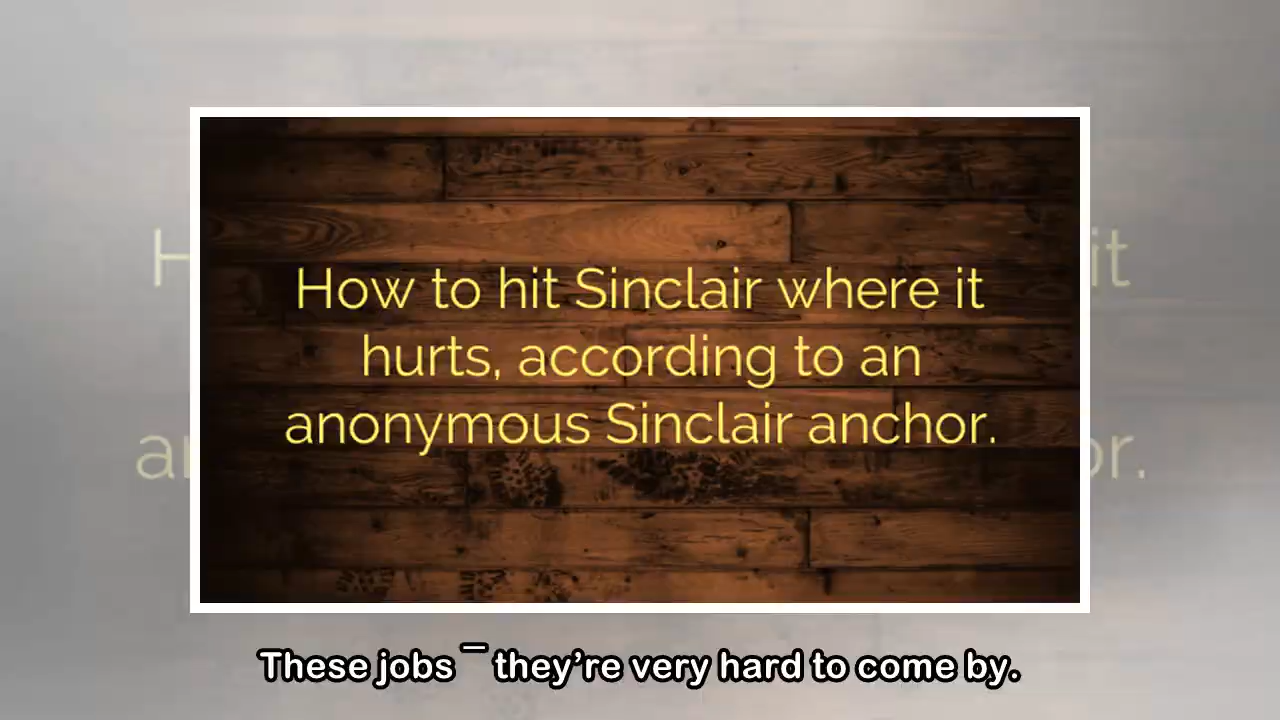 How to hit Sinclair where it
hurts, according to an
anonymous Sinclair anchor.
These jobs ¯ they’re very hard to come by.